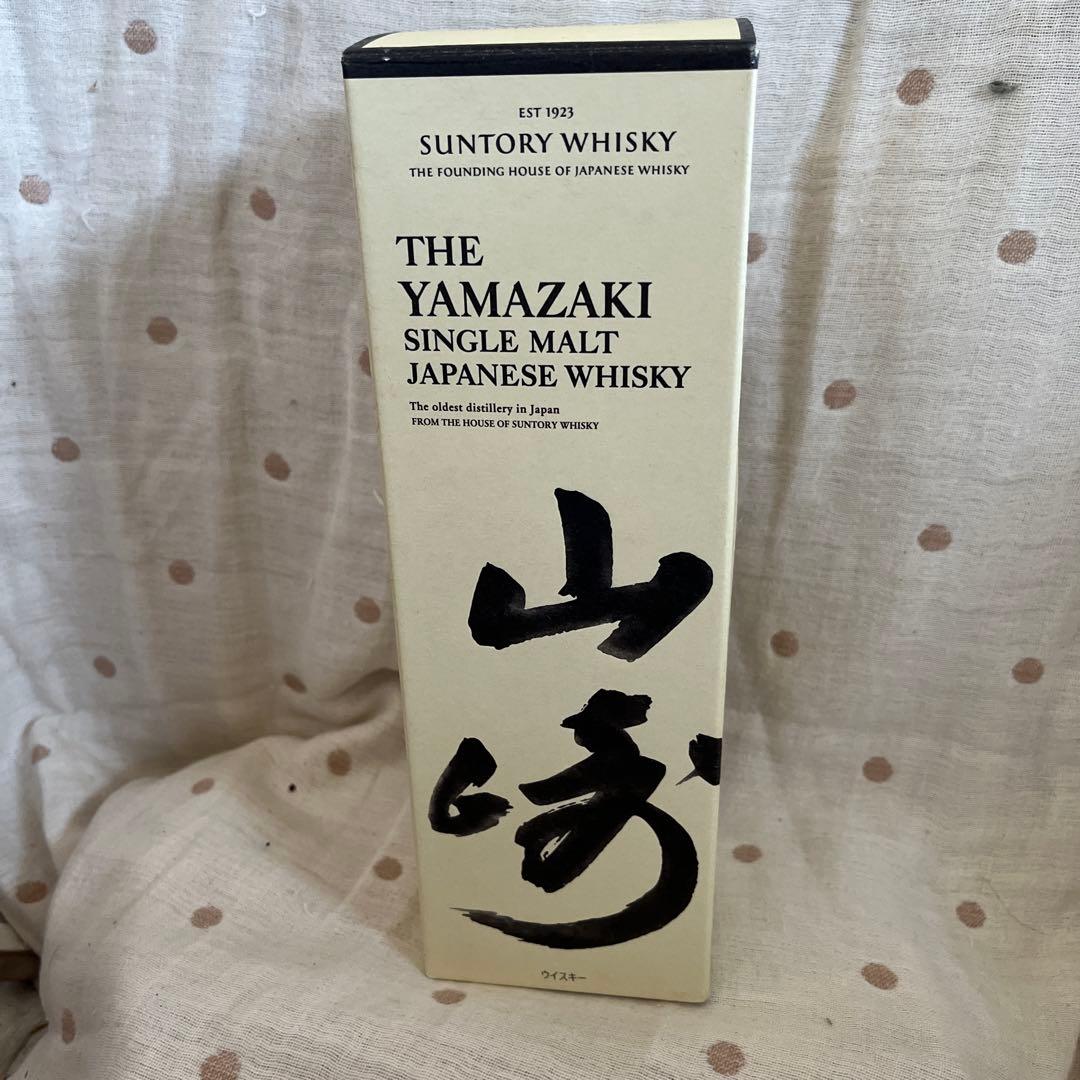 EST 1923
SUNTORY WHISKY
THE FOUNDING HOUSE OF JAPANESE WHISKY
THE
YAMAZAKI
SINGLE MALT
JAPANESE WHISKY
The oldest distillery in Japan
FROM THE HOUSE OF SUNTORY WHISKY
山
崎
ウイスキー